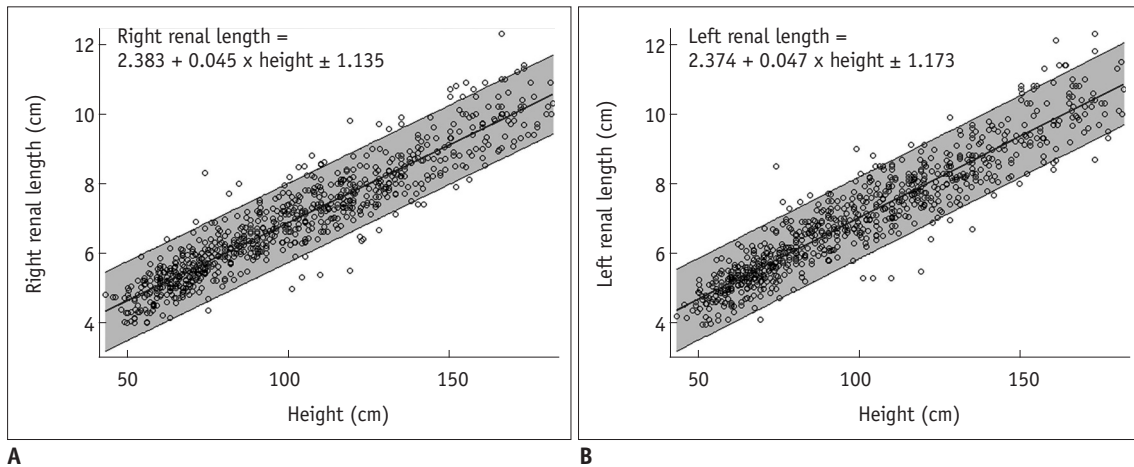 Right renal length =
2.383 + 0.045 x height ± 1.135
12
10
8
6
4
Right renal length (cm)
50 100 150
Height (cm)
A
Left renal length =
2.374 + 0.047 x height ± 1.173
12
10
8
6
4
Left renal length (cm)
50 100 150
Height (cm)
B